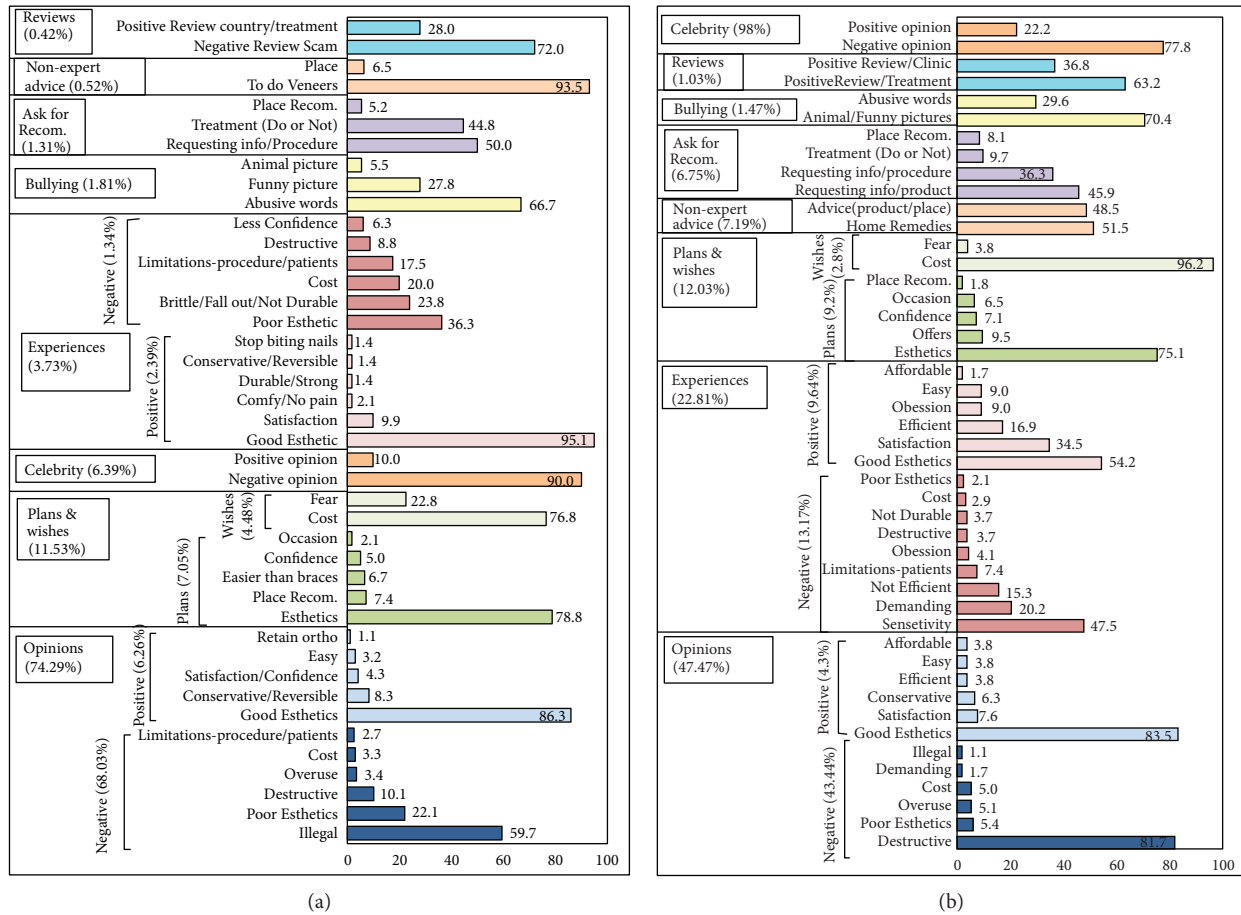 Reviews
(0.42%)
Positive Review country/treatment
28.0
Negative Review Scam
72.0
Non-expert
advice (0.52%)
Place
6.5
To do Veneers
93.5
Ask for
Recom.
(1.31%)
Place Recom.
5.2
Treatment (Do or Not)
44.8
Requesting info/Procedure
50.0
Bullying (1.81%)
Animal picture
5.5
Funny picture
27.8
Abusive words
66.7
Experiences
(3.73%)
Negative (1.34%)
Less Confidence
6.3
Destructive
8.8
Limitations-procedure/patients
17.5
Cost
20.0
Brittle/Fall out/Not Durable
23.8
Poor Esthetic
36.3
Positive (2.39%)
Stop biting nails
1.4
Conservative/Reversible
1.4
Durable/Strong
1.4
Comfy/No pain
2.1
Satisfaction
9.9
Good Esthetic
95.1
Celebrity (6.39%)
Positive opinion
10.0
Negative opinion
90.0
Plans &
wishes
(11.53%)
Wishes
(4.48%)
Fear
22.8
Cost
76.8
Plans (7.05%)
Occasion
2.1
Confidence
5.0
Easier than braces
6.7
Place Recom.
7.4
Esthetics
78.8
Opinions
(74.29%)
Positive (6.26%)
Retain ortho
1.1
Easy
3.2
Satisfaction/Confidence
4.3
Conservative/Reversible
8.3
Good Esthetics
86.3
Negative (68.03%)
Limitations-procedure/patients
2.7
Cost
3.3
Overuse
3.4
Destructive
10.1
Poor Esthetics
22.1
Illegal
59.7
0 20 40 60 80 100
(a)
Celebrity (98%)
Positive opinion
22.2
Negative opinion
77.8
Reviews
(1.03%)
Positive Review/Clinic
36.8
PositiveReview/Treatment
63.2
Bullying (1.47%)
Abusive words
29.6
Animal/Funny pictures
70.4
Ask for
Recom.
(6.75%)
Place Recom.
8.1
Treatment (Do or Not)
9.7
Requesting info/procedure
36.3
Requesting info/product
45.9
Non-expert
advice (7.19%)
Advice(product/place)
48.5
Home Remedies
51.5
Plans &
wishes
(12.03%)
Wishes
(2.8%)
Fear
3.8
Cost
96.2
Plans (9.2%)
Place Recom.
1.8
Occasion
6.5
Confidence
7.1
Offers
9.5
Esthetics
75.1
Experiences
(22.81%)
Positive (9.64%)
Affordable
1.7
Easy
9.0
Obession
9.0
Efficient
16.9
Satisfaction
34.5
Good Esthetics
54.2
Negative (13.17%)
Poor Esthetics
2.1
Cost
2.9
Not Durable
3.7
Destructive
3.7
Obession
4.1
Limitations-patients
7.4
Not Efficient
15.3
Demanding
20.2
Sensetivity
47.5
Opinions
(47.47%)
Positive (4.3%)
Affordable
3.8
Easy
3.8
Efficient
3.8
Conservative
6.3
Satisfaction
7.6
Good Esthetics
83.5
Negative (43.44%)
Illegal
1.1
Demanding
1.7
Cost
5.0
Overuse
5.1
Poor Esthetics
5.4
Destructive
81.7
0 20 40 60 80 100
(b)